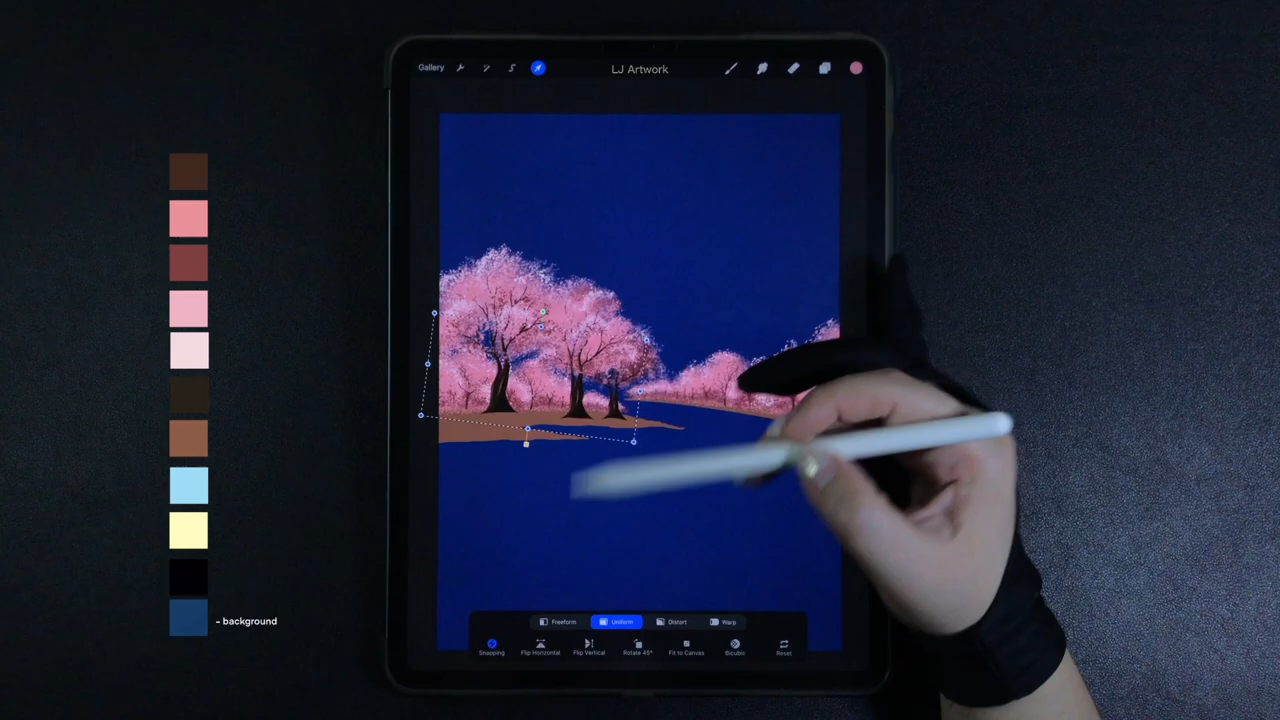 Gallery
LJ Artwork
- background
Freeform
Uniform
Distort
Warp
Snapping
Flip Horizontal
Flip Vertical
Rotate 45°
Fit to Canvas
Bicubic
Reset